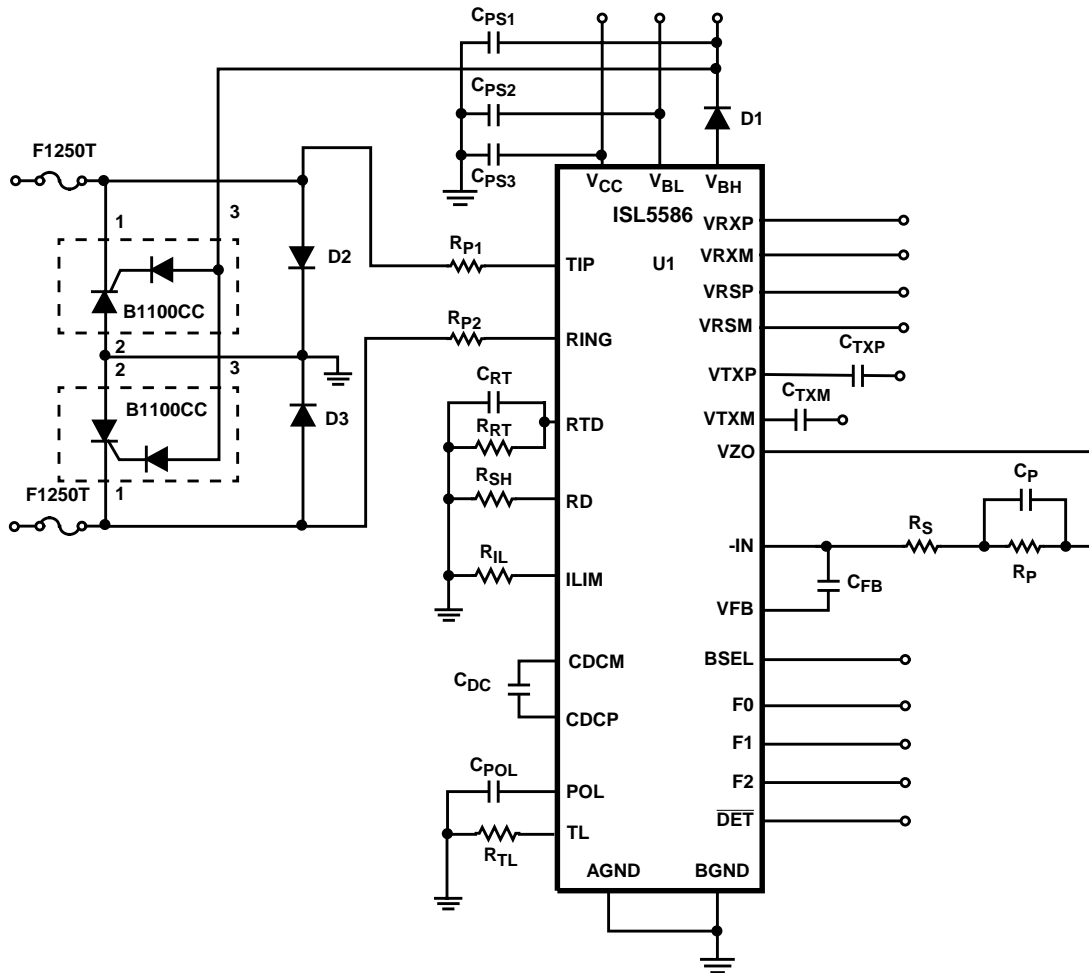 CPS1
CPS2
CPS3
D1
F1250T
1
3
B1100CC
2
2
3
B1100CC
1
F1250T
D2
D3
RP1
RP2
CRT
RRT
RSH
RIL
CDC
CPOL
RTL
VCC VBL VBH
ISL5586
U1
TIP
RING
RTD
RD
ILIM
CDCM
CDCP
POL
TL
AGND BGND
VRXP
VRXM
VRSP
VRSM
VTXP
VTXM
VZO
-IN
VFB
BSEL
F0
F1
F2
DET
CTXP
CTXM
CP
RS
RP
CFB